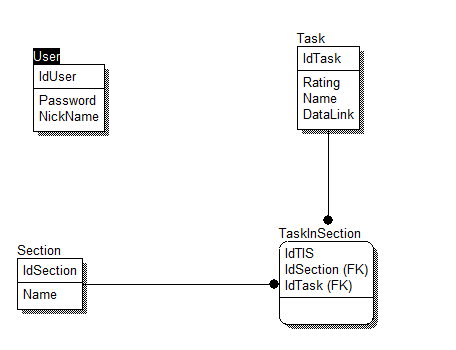 User
IdUser
Password
NickName
Task
IdTask
Rating
Name
DataLink
Section
IdSection
Name
TaskInSection
IdTIS
IdSection (FK)
IdTask (FK)